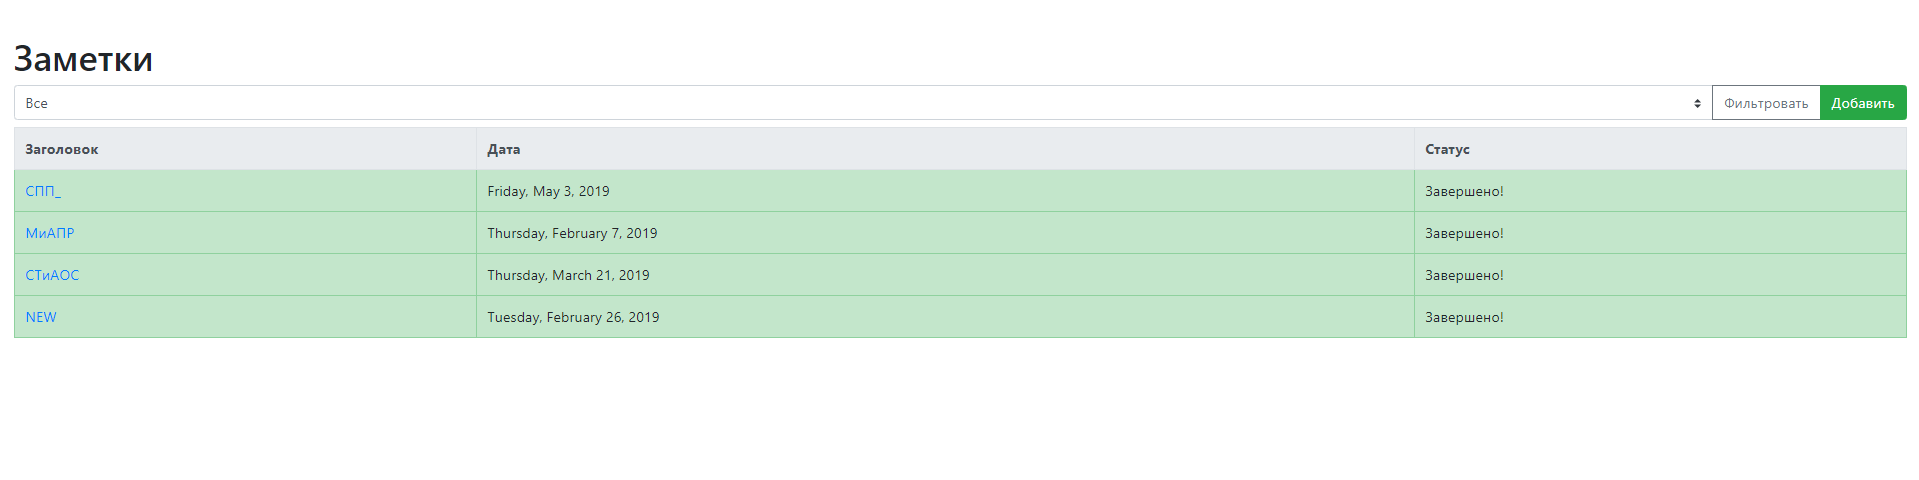 Заметки
Все
Фильтровать Добавить
Заголовок Дата Статус
СПП_ Friday, May 3, 2019 Завершено!
МиАПР Thursday, February 7, 2019 Завершено!
СТиАОС Thursday, March 21, 2019 Завершено!
NEW Tuesday, February 26, 2019 Завершено!